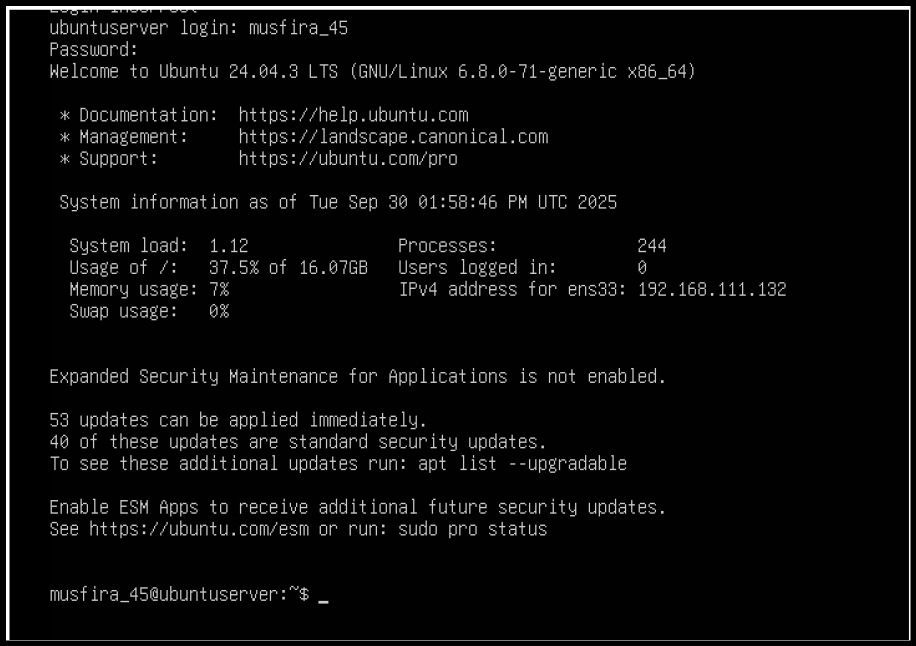 Login incorrect
ubuntuserver login: musfira_45
Password:
Welcome to Ubuntu 24.04.3 LTS (GNU/Linux 6.8.0-71-generic x86_64)
* Documentation: https://help.ubuntu.com
* Management: https://landscape.canonical.com
* Support: https://ubuntu.com/pro
System information as of Tue Sep 30 01:58:46 PM UTC 2025
System load: 1.12 Processes: 244
Usage of /: 37.5% of 16.07GB Users logged in: 0
Memory usage: 7% IPv4 address for ens33: 192.168.111.132
Swap usage: 0%
Expanded Security Maintenance for Applications is not enabled.
53 updates can be applied immediately.
40 of these updates are standard security updates.
To see these additional updates run: apt list --upgradable
Enable ESM Apps to receive additional future security updates.
See https://ubuntu.com/esm or run: sudo pro status
musfira_45@ubuntuserver:~$ _